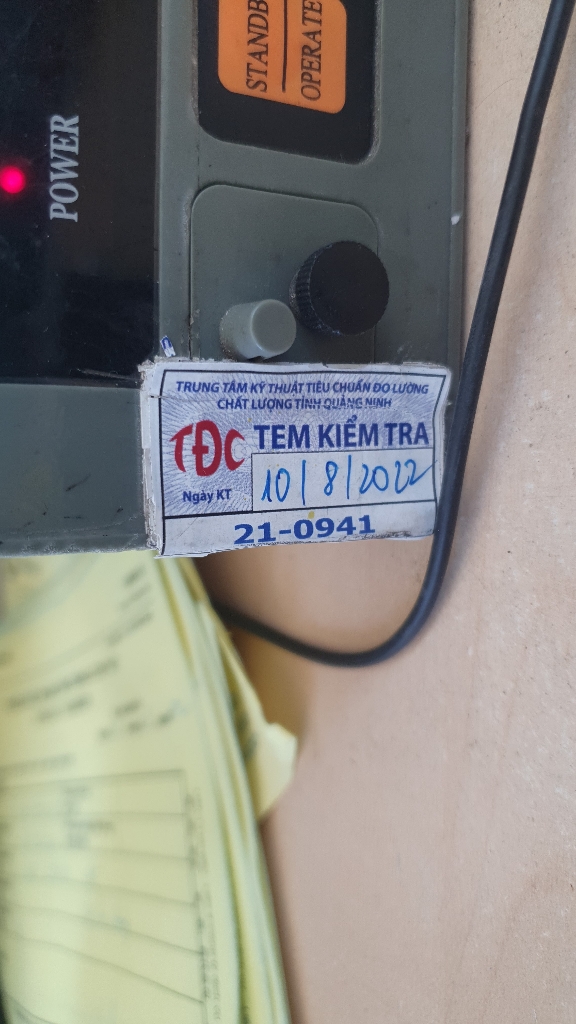 STANDB
OPERATE
POWER
TRUNG TÂM KỸ THUẬT TIÊU CHUẨN ĐO LƯỜNG
CHẤT LƯỢNG TỈNH QUẢNG NINH
TĐC
TEM KIỂM TRA
Ngày KT
10/8/2022
21-0941